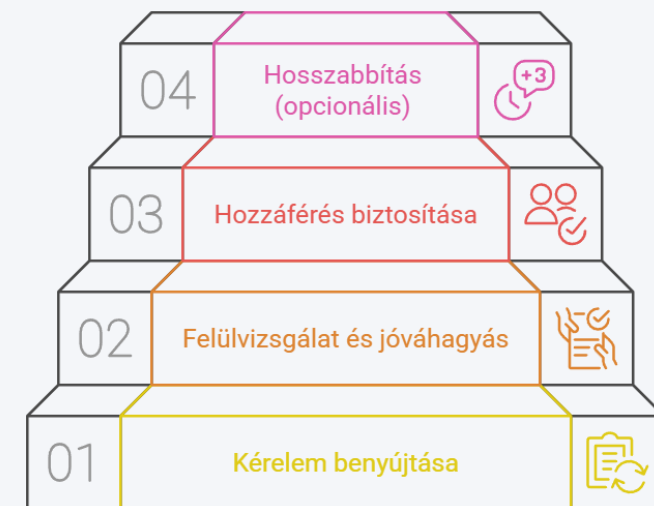 04
Hosszabbítás
(opcionális)
+3
03
Hozzáférés biztosítása
02
Felülvizsgálat és jóváhagyás
01
Kérelem benyújtása